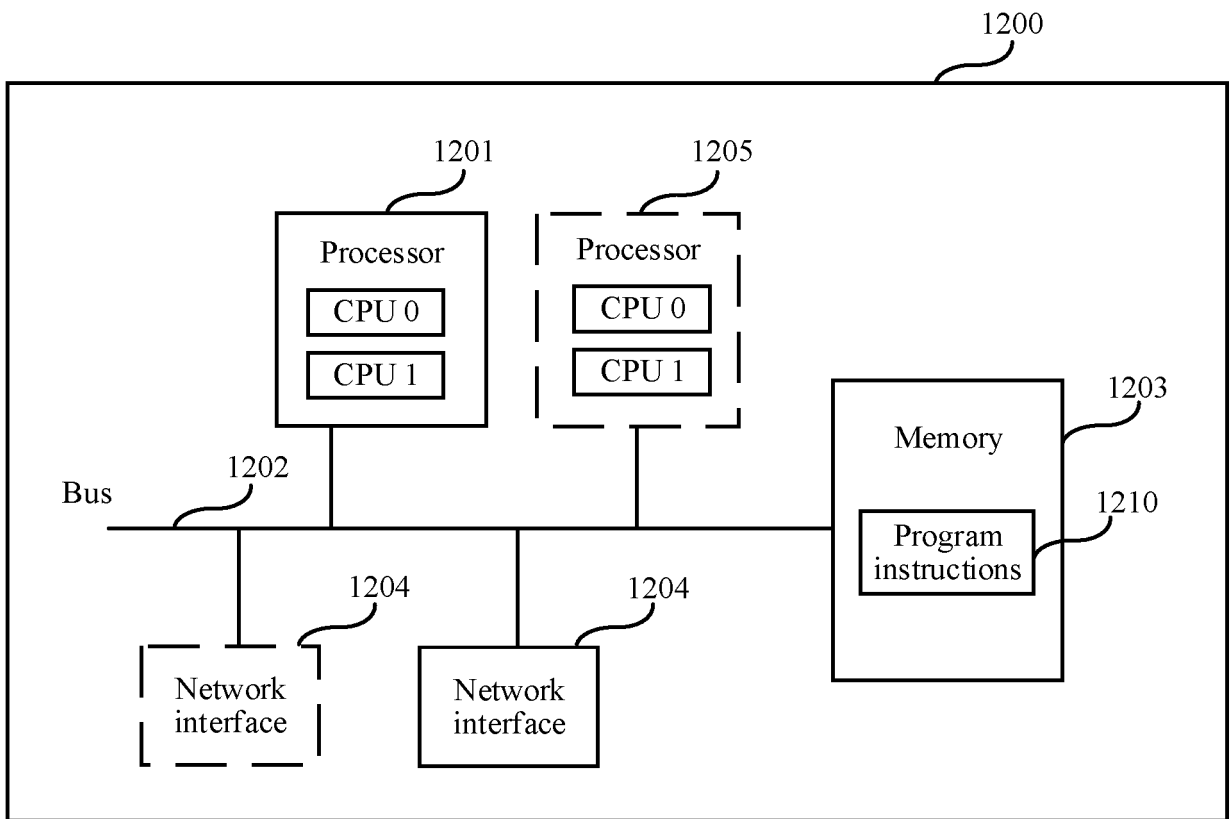 1200
1201
1205
Processor
CPU 0
CPU 1
Processor
CPU 0
CPU 1
1203
Memory
1202
Bus
1210
Program
instructions
1204
1204
Network
interface
Network
interface